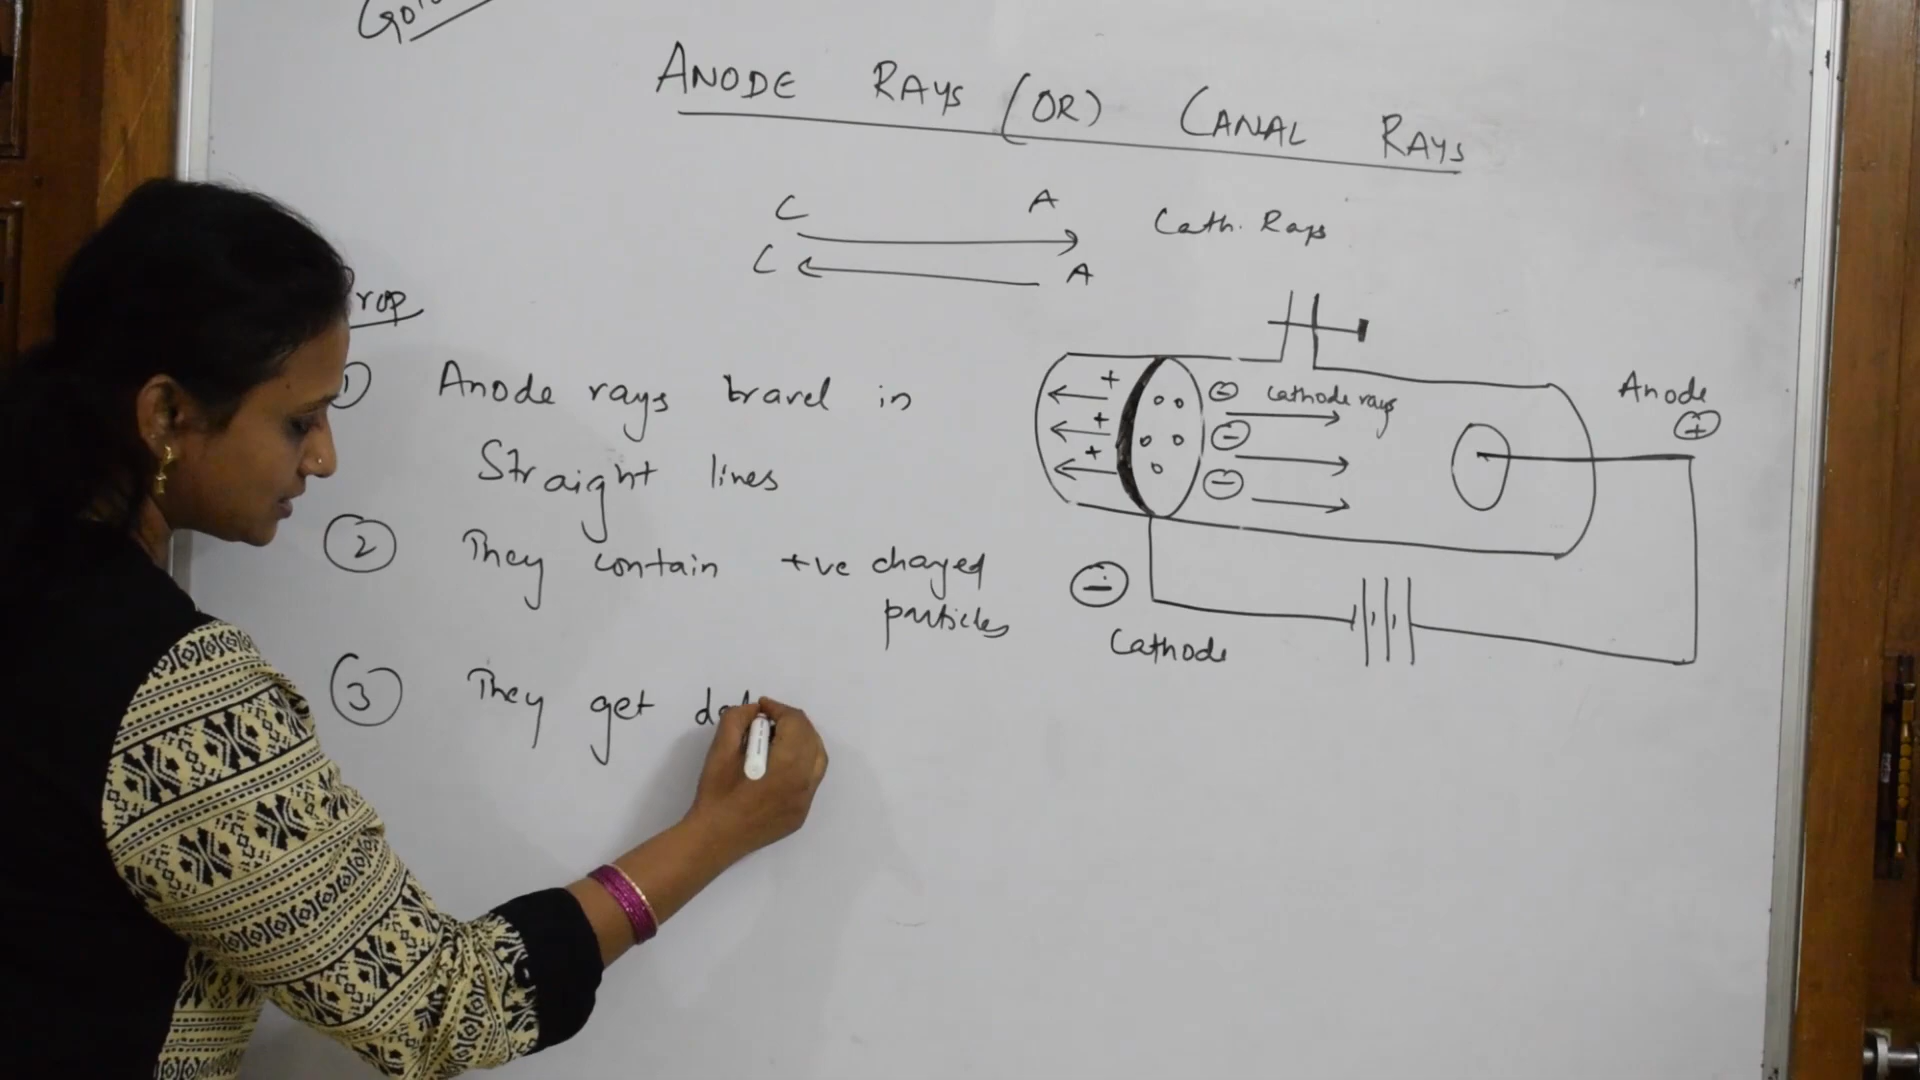 ANODE RAYS (OR) CANAL RAYS
C A Cath. Rays
C A
① Anode rays travel in
Straight lines
② They contain +ve charged
particles
③ They get
+ + +
⊖ Cathode rays
⊖
⊖
Anode
⊕
⊖
Cathode